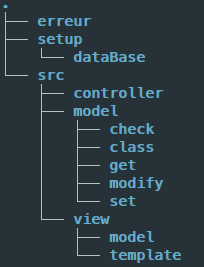 .
├── erreur
├── setup
│   └── dataBase
└── src
    ├── controller
    ├── model
    │   ├── check
    │   ├── class
    │   ├── get
    │   ├── modify
    │   └── set
    └── view
        ├── model
        └── template